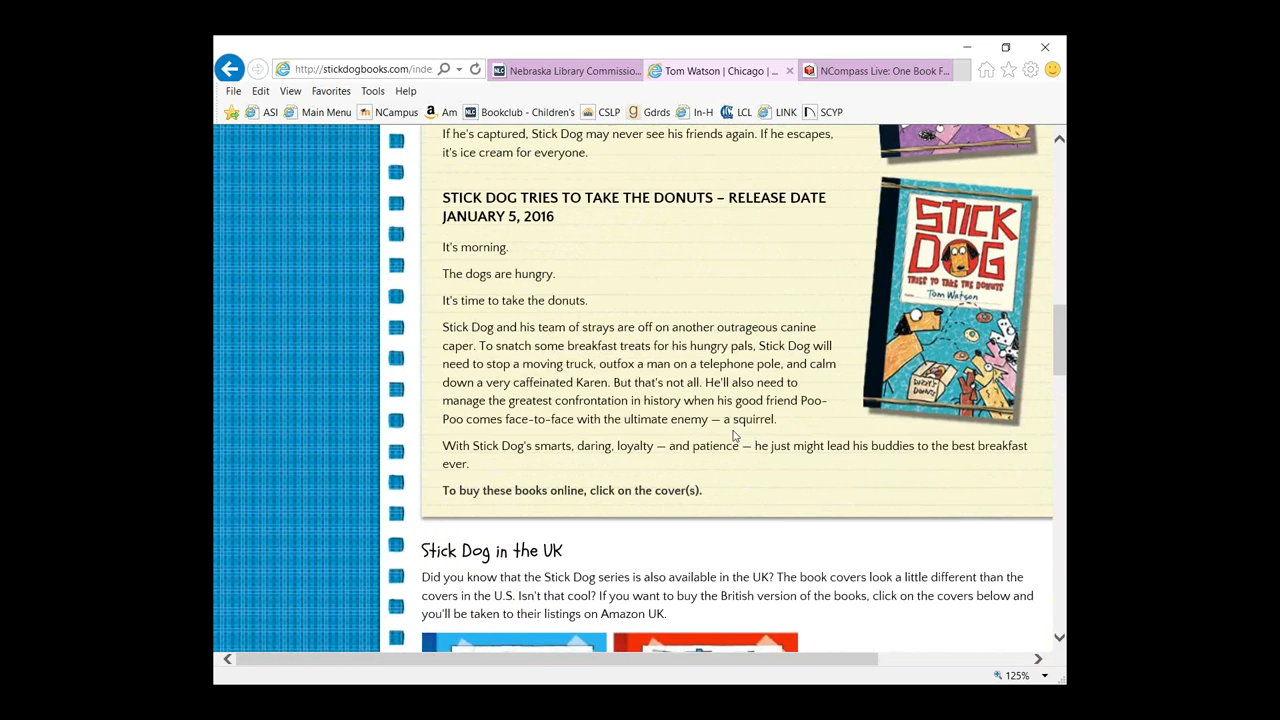 http://stickdogbooks.com/inde
Nebraska Library Commissio...
Tom Watson | Chicago | ...
NCompass Live: One Book F...
File Edit View Favorites Tools Help
ASI Main Menu NCampus Am Bookclub - Children's CSLP Gdrds In-H LCL LINK SCYP
If he's captured, Stick Dog may never see his friends again. If he escapes,
it's ice cream for everyone.
STICK DOG TRIES TO TAKE THE DONUTS – RELEASE DATE
JANUARY 5, 2016
It's morning.
The dogs are hungry.
It's time to take the donuts.
Stick Dog and his team of strays are off on another outrageous canine
caper. To snatch some breakfast treats for his hungry pals, Stick Dog will
need to stop a moving truck, outfox a man on a telephone pole, and calm
down a very caffeinated Karen. But that's not all. He'll also need to
manage the greatest confrontation in history when his good friend Poo-
Poo comes face-to-face with the ultimate enemy — a squirrel.
With Stick Dog's smarts, daring, loyalty — and patience — he just might lead his buddies to the best breakfast
ever.
To buy these books online, click on the cover(s).
STICK
DOG
TRIES TO TAKE THE DONUTS
Tom Watson
DIZZY'S
DONUTS
Stick Dog in the UK
Did you know that the Stick Dog series is also available in the UK? The book covers look a little different than the
covers in the U.S. Isn't that cool? If you want to buy the British version of the books, click on the covers below and
you'll be taken to their listings on Amazon UK.
125%